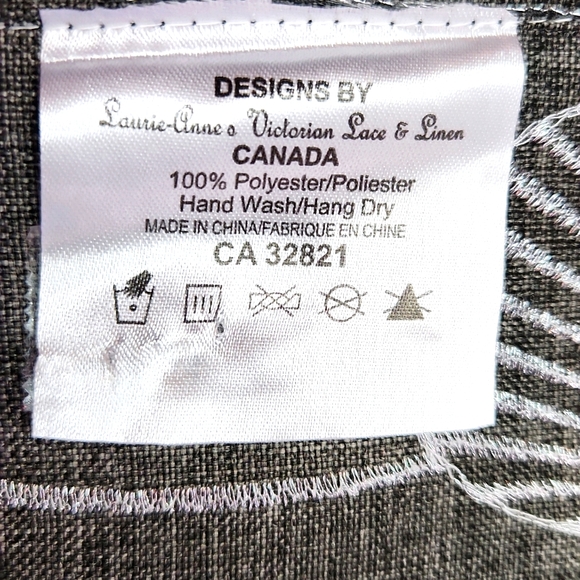 DESIGNS BY
Laurie-Anne's Victorian Lace & Linen
CANADA
100% Polyester/Poliester
Hand Wash/Hang Dry
MADE IN CHINA/FABRIQUE EN CHINE
CA 32821